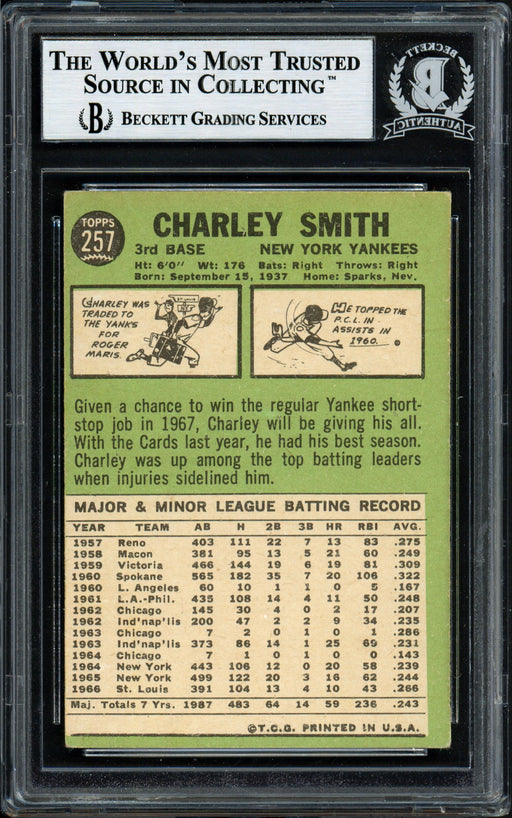 THE WORLD'S MOST TRUSTED
SOURCE IN COLLECTING™
B BECKETT GRADING SERVICES
BECKETT
B
AUTHENTIC
TOPPS
257
CHARLEY SMITH
3rd BASE NEW YORK YANKEES
Ht: 6'0" Wt: 176 Bats: Right Throws: Right
Born: September 15, 1937 Home: Sparks, Nev.
CHARLEY WAS
TRADED TO
THE YANKS
FOR
ROGER
MARIS.
HE TOPPED THE
P.C.L. IN
ASSISTS IN
1960.
Given a chance to win the regular Yankee short-
stop job in 1967, Charley will be giving his all.
With the Cards last year, he had his best season.
Charley was up among the top batting leaders
when injuries sidelined him.
MAJOR & MINOR LEAGUE BATTING RECORD
YEAR TEAM AB H 2B 3B HR RBI AVG.
1957 Reno 403 111 22 7 13 83 .275
1958 Macon 381 95 13 5 21 60 .249
1959 Victoria 466 144 19 6 19 81 .309
1960 Spokane 565 182 35 7 20 106 .322
1960 L. Angeles 60 10 1 1 0 5 .167
1961 L.A.-Phil. 435 108 14 4 11 50 .248
1962 Chicago 145 30 4 0 2 17 .207
1962 Ind'nap'lis 200 47 2 2 9 34 .235
1963 Chicago 7 2 0 1 0 1 .286
1963 Ind'nap'lis 373 86 14 1 25 69 .231
1964 Chicago 7 1 0 1 0 0 .143
1964 New York 443 106 12 0 20 58 .239
1965 New York 499 122 20 3 16 62 .244
1966 St. Louis 391 104 13 4 10 43 .266
Maj. Totals 7 Yrs. 1987 483 64 14 59 236 .243
©T.C.G. PRINTED IN U.S.A.